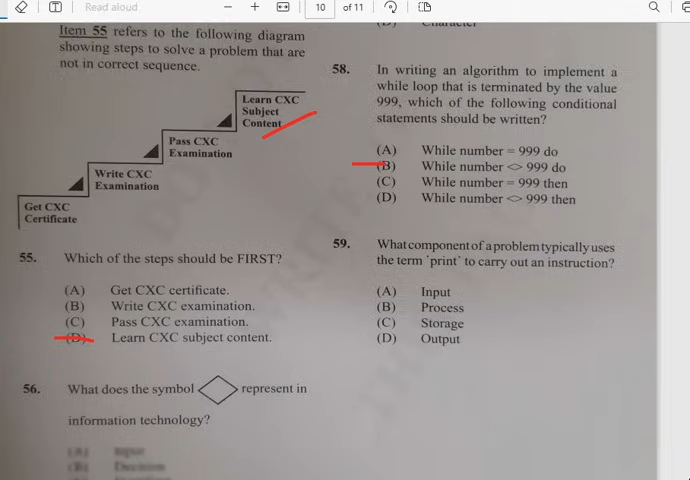 Read aloud
10
of 11
Item 55 refers to the following diagram
showing steps to solve a problem that are
not in correct sequence.
Learn CXC
Subject
Content
Pass CXC
Examination
Write CXC
Examination
Get CXC
Certificate
55. Which of the steps should be FIRST?
(A) Get CXC certificate.
(B) Write CXC examination.
(C) Pass CXC examination.
(D) Learn CXC subject content.
56. What does the symbol represent in
information technology?
(A) Input
(B) Decision
(D) Character
58. In writing an algorithm to implement a
while loop that is terminated by the value
999, which of the following conditional
statements should be written?
(A) While number = 999 do
(B) While number <> 999 do
(C) While number = 999 then
(D) While number <> 999 then
59. What component of a problem typically uses
the term 'print' to carry out an instruction?
(A) Input
(B) Process
(C) Storage
(D) Output